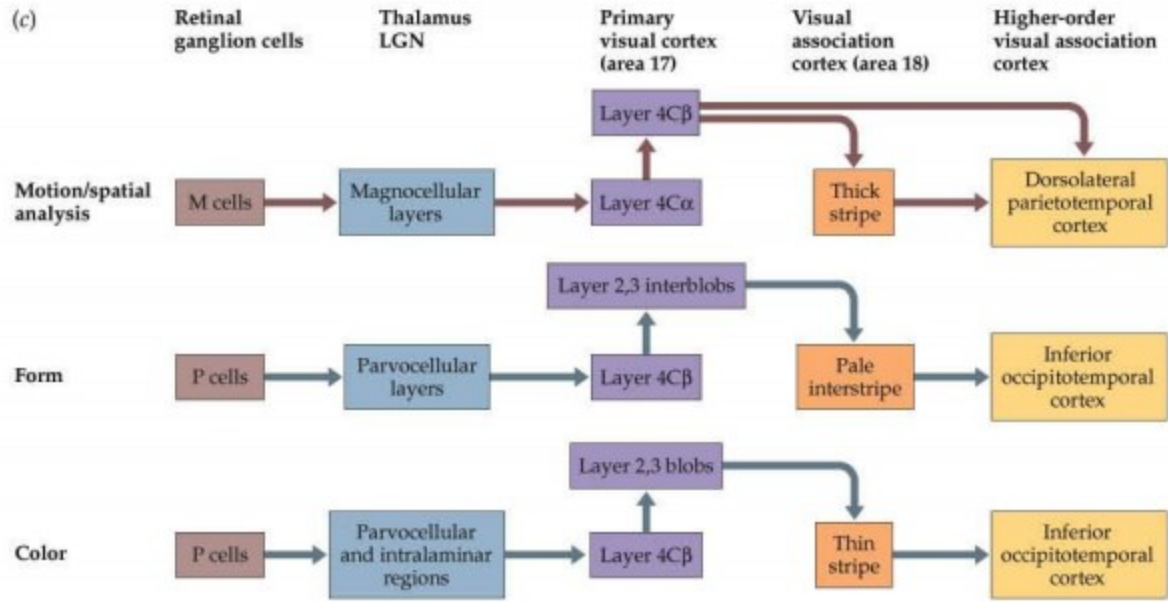 (c)
Retinal
ganglion cells
Thalamus
LGN
Primary
visual cortex
(area 17)
Visual
association
cortex (area 18)
Higher-order
visual association
cortex
Motion/spatial
analysis
M cells
Magnocellular
layers
Layer 4Cα
Layer 4Cβ
Thick
stripe
Dorsolateral
parietotemporal
cortex
Form
P cells
Parvocellular
layers
Layer 4Cβ
Layer 2,3 interblobs
Pale
interstripe
Inferior
occipitotemporal
cortex
Color
P cells
Parvocellular
and intralaminar
regions
Layer 4Cβ
Layer 2,3 blobs
Thin
stripe
Inferior
occipitotemporal
cortex